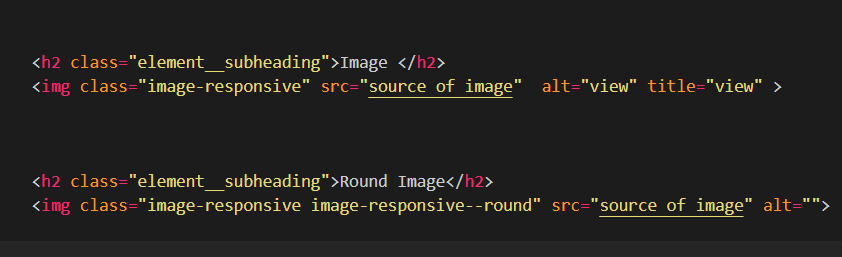 <h2 class="element__subheading">Image </h2>
<img class="image-responsive" src="source of image"  alt="view" title="view" >
<h2 class="element__subheading">Round Image</h2>
<img class="image-responsive image-responsive--round" src="source of image" alt="">